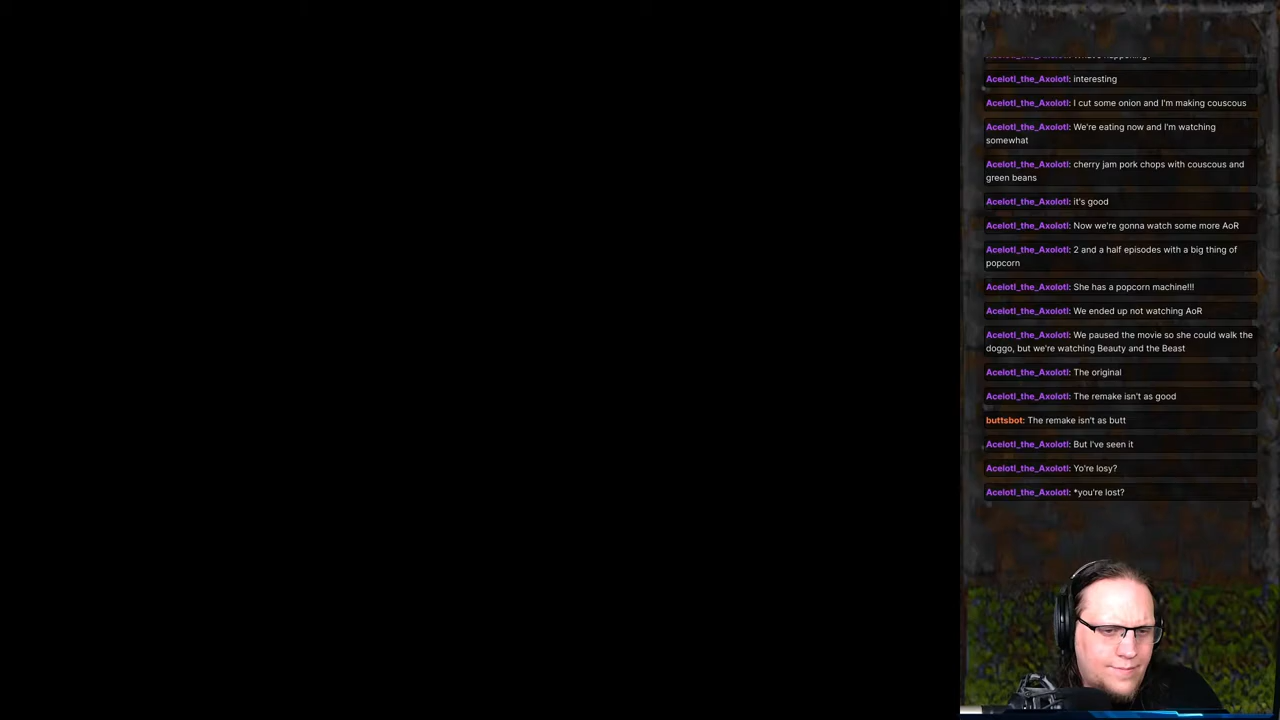 Acelotl_the_Axolotl: interesting
Acelotl_the_Axolotl: I cut some onion and I'm making couscous
Acelotl_the_Axolotl: We're eating now and I'm watching
somewhat
Acelotl_the_Axolotl: cherry jam pork chops with couscous and
green beans
Acelotl_the_Axolotl: it's good
Acelotl_the_Axolotl: Now we're gonna watch some more AoR
Acelotl_the_Axolotl: 2 and a half episodes with a big thing of
popcorn
Acelotl_the_Axolotl: She has a popcorn machine!!!
Acelotl_the_Axolotl: We ended up not watching AoR
Acelotl_the_Axolotl: We paused the movie so she could walk the
doggo, but we're watching Beauty and the Beast
Acelotl_the_Axolotl: The original
Acelotl_the_Axolotl: The remake isn't as good
buttsbot: The remake isn't as butt
Acelotl_the_Axolotl: But I've seen it
Acelotl_the_Axolotl: Yo're losy?
Acelotl_the_Axolotl: *you're lost?